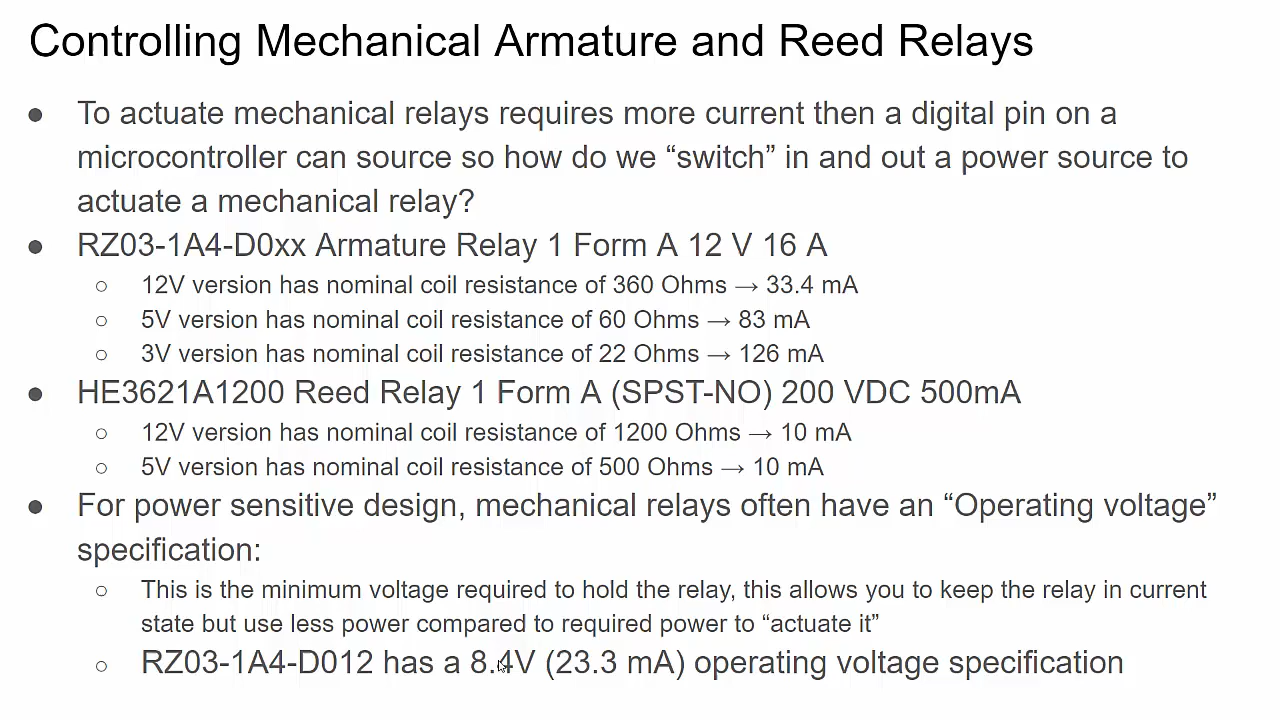 Controlling Mechanical Armature and Reed Relays
● To actuate mechanical relays requires more current then a digital pin on a
microcontroller can source so how do we “switch” in and out a power source to
actuate a mechanical relay?
● RZ03-1A4-D0xx Armature Relay 1 Form A 12 V 16 A
○ 12V version has nominal coil resistance of 360 Ohms → 33.4 mA
○ 5V version has nominal coil resistance of 60 Ohms → 83 mA
○ 3V version has nominal coil resistance of 22 Ohms → 126 mA
● HE3621A1200 Reed Relay 1 Form A (SPST-NO) 200 VDC 500mA
○ 12V version has nominal coil resistance of 1200 Ohms → 10 mA
○ 5V version has nominal coil resistance of 500 Ohms → 10 mA
● For power sensitive design, mechanical relays often have an “Operating voltage”
specification:
○ This is the minimum voltage required to hold the relay, this allows you to keep the relay in current
state but use less power compared to required power to “actuate it”
○ RZ03-1A4-D012 has a 8.4V (23.3 mA) operating voltage specification